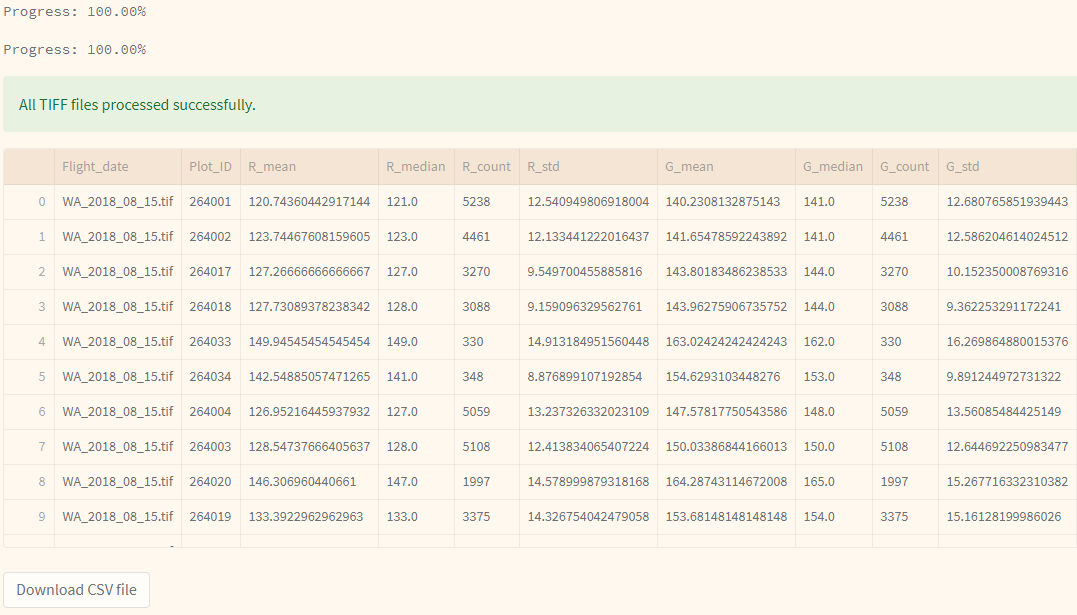 Progress: 100.00%
Progress: 100.00%
All TIFF files processed successfully.
Flight_date Plot_ID R_mean R_median R_count R_std G_mean G_median G_count G_std
0 WA_2018_08_15.tif 264001 120.74360442917144 121.0 5238 12.540949806918004 140.2308132875143 141.0 5238 12.680765851939443
1 WA_2018_08_15.tif 264002 123.74467608159605 123.0 4461 12.133441222016437 141.65478592243892 141.0 4461 12.586204614024512
2 WA_2018_08_15.tif 264017 127.26666666666667 127.0 3270 9.549700455885816 143.80183486238533 144.0 3270 10.152350008769316
3 WA_2018_08_15.tif 264018 127.73089378238342 128.0 3088 9.159096329562761 143.96275906735752 144.0 3088 9.362253291172241
4 WA_2018_08_15.tif 264033 149.94545454545454 149.0 330 14.913184951560448 163.02424242424243 162.0 330 16.269864880015376
5 WA_2018_08_15.tif 264034 142.54885057471265 141.0 348 8.876899107192854 154.6293103448276 153.0 348 9.891244972731322
6 WA_2018_08_15.tif 264004 126.95216445937932 127.0 5059 13.237326332023109 147.57817750543586 148.0 5059 13.56085484425149
7 WA_2018_08_15.tif 264003 128.54737666405637 128.0 5108 12.413834065407224 150.03386844166013 150.0 5108 12.644692250983477
8 WA_2018_08_15.tif 264020 146.306960440661 147.0 1997 14.578999879318168 164.28743114672008 165.0 1997 15.267716332310382
9 WA_2018_08_15.tif 264019 133.3922962962963 133.0 3375 14.326754042479058 153.68148148148148 154.0 3375 15.16128199986026
Download CSV file